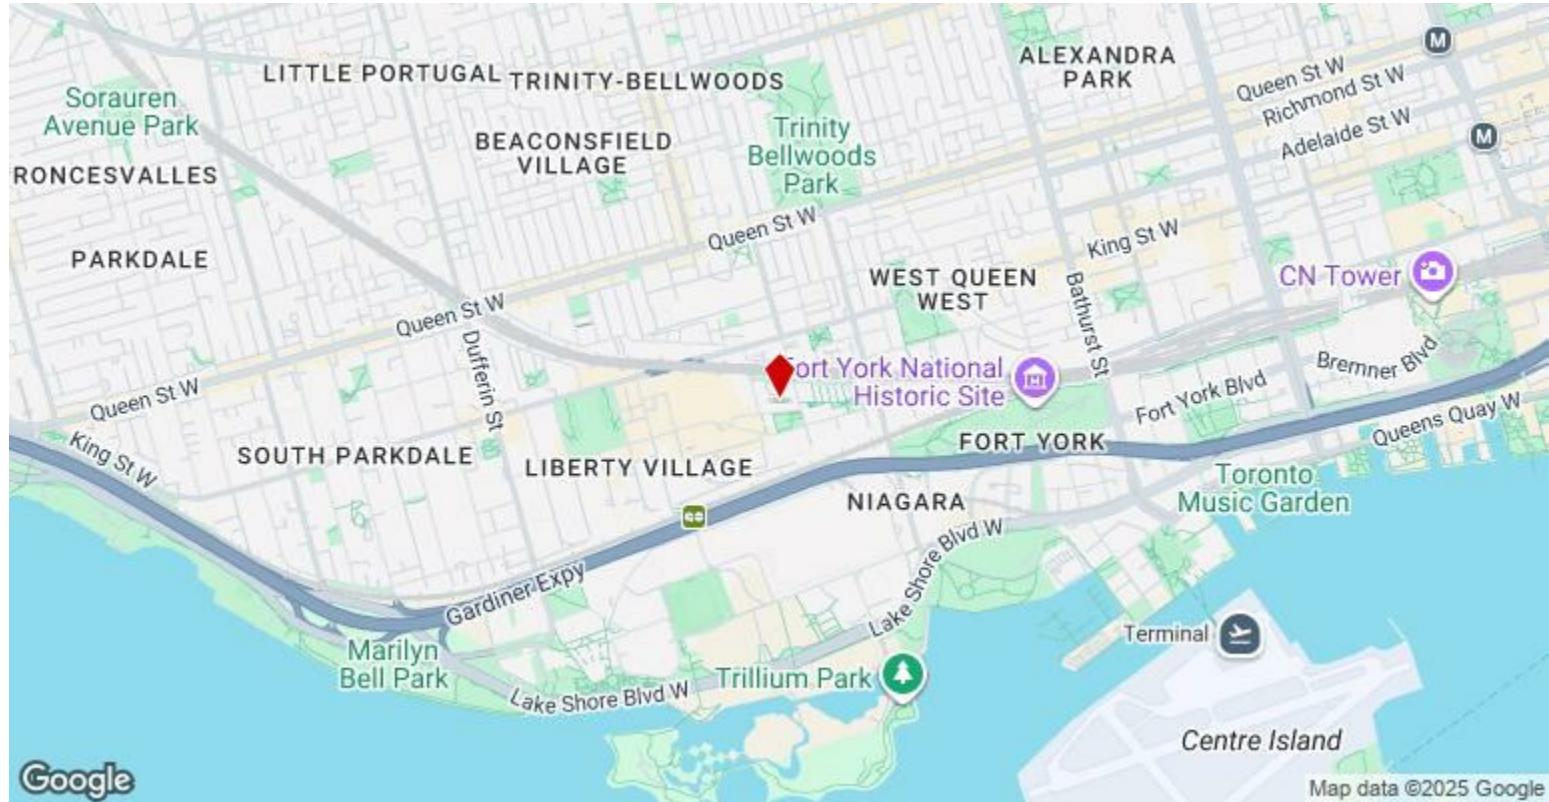 ALEXANDRA
PARK
M
Queen St W
Richmond St W
LITTLE PORTUGAL
TRINITY-BELLWOODS
Sorauren
Avenue Park
Adelaide St W
M
Trinity
Bellwoods
Park
BEACONSFIELD
VILLAGE
RONCESVALLES
Queen St W
King St W
PARKDALE
WEST QUEEN
WEST
CN Tower
Bathurst St
Queen St W
Dufferin St
Bremner Blvd
ort York National
Historic Site
Fort York Blvd
Queen St W
Queens Quay W
King St W
SOUTH PARKDALE
LIBERTY VILLAGE
FORT YORK
Toronto
Music Garden
NIAGARA
Lake Shore Blvd W
Gardiner Expy
Terminal
Marilyn
Bell Park
Trillium Park
Lake Shore Blvd W
Centre Island
Google
Map data ©2025 Google